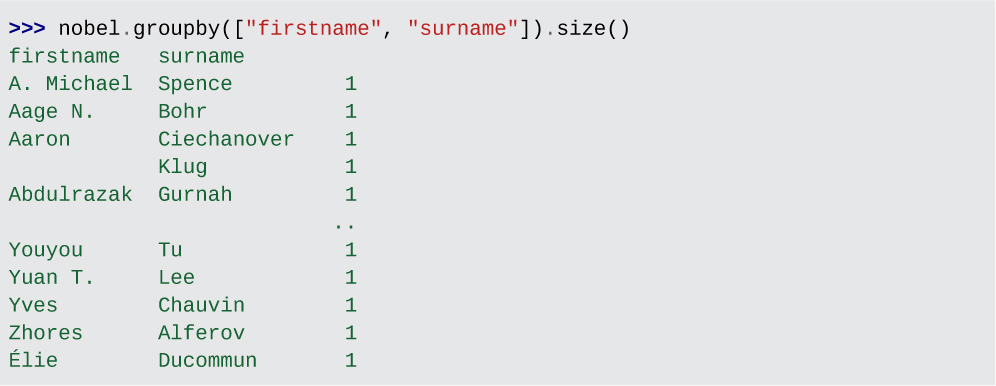 >>> nobel.groupby(["firstname", "surname"]).size()
firstname   surname
A. Michael  Spence         1
Aage N.     Bohr           1
Aaron       Ciechanover    1
            Klug           1
Abdulrazak  Gurnah         1
                          ..
Youyou      Tu             1
Yuan T.     Lee            1
Yves        Chauvin        1
Zhores      Alferov        1
Élie        Ducommun       1